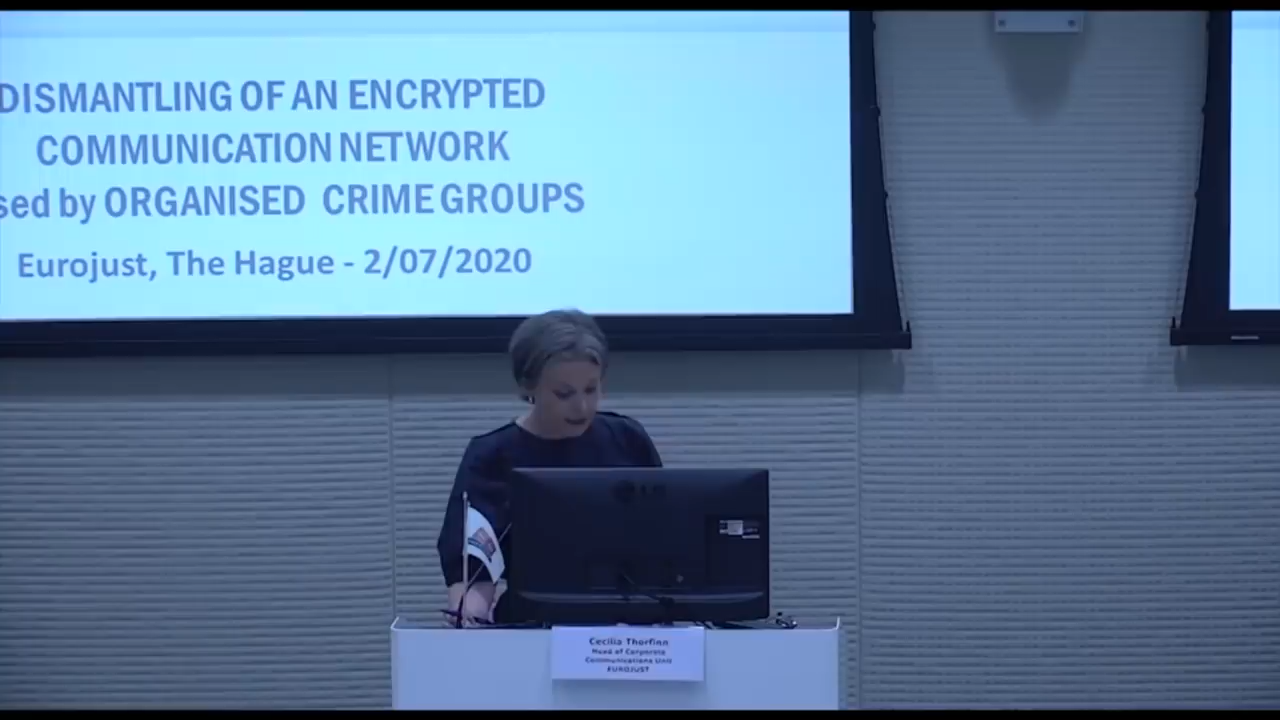 DISMANTLING OF AN ENCRYPTED
COMMUNICATION NETWORK
sed by ORGANISED CRIME GROUPS
Eurojust, The Hague - 2/07/2020
LG
Cecilia Thorfinn
Head of Corporate
Communications Unit
EUROJUST